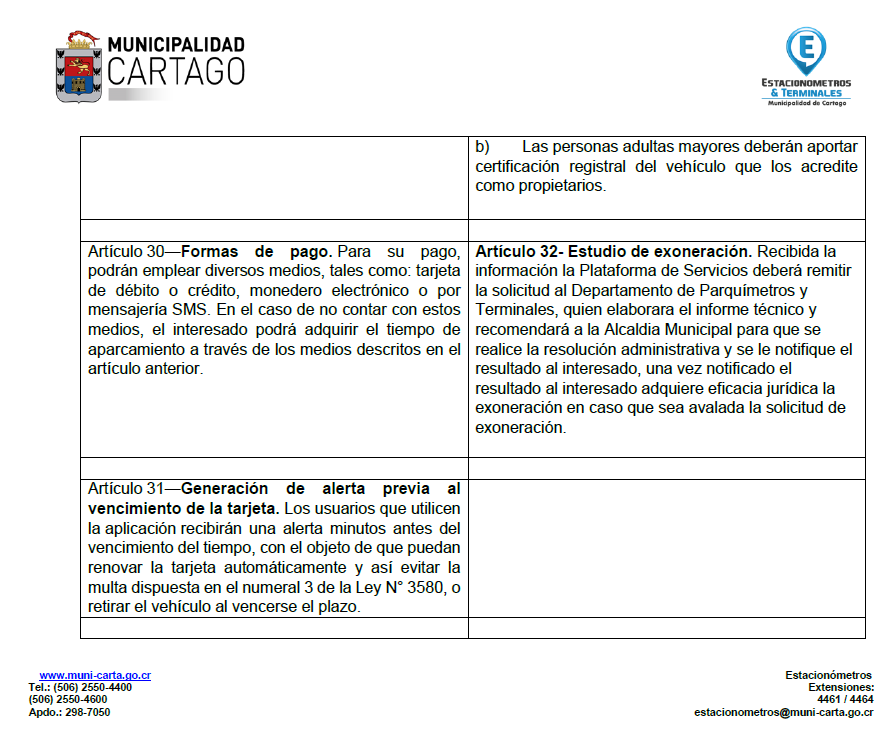 MUNICIPALIDAD
CARTAGO
E
ESTACIONOMETROS
& TERMINALES
Municipalidad de Cartago
b) Las personas adultas mayores deberán aportar
certificación registral del vehículo que los acredite
como propietarios.
Artículo 30—Formas de pago. Para su pago,
podrán emplear diversos medios, tales como: tarjeta
de débito o crédito, monedero electrónico o por
mensajería SMS. En el caso de no contar con estos
medios, el interesado podrá adquirir el tiempo de
aparcamiento a través de los medios descritos en el
artículo anterior.
Artículo 32- Estudio de exoneración. Recibida la
información la Plataforma de Servicios deberá remitir
la solicitud al Departamento de Parquímetros y
Terminales, quien elaborara el informe técnico y
recomendará a la Alcaldia Municipal para que se
realice la resolución administrativa y se le notifique el
resultado al interesado, una vez notificado el
resultado al interesado adquiere eficacia jurídica la
exoneración en caso que sea avalada la solicitud de
exoneración.
Artículo 31—Generación de alerta previa al
vencimiento de la tarjeta. Los usuarios que utilicen
la aplicación recibirán una alerta minutos antes del
vencimiento del tiempo, con el objeto de que puedan
renovar la tarjeta automáticamente y así evitar la
multa dispuesta en el numeral 3 de la Ley N° 3580, o
retirar el vehículo al vencerse el plazo.
www.muni-carta.go.cr
Tel.: (506) 2550-4400
(506) 2550-4600
Apdo.: 298-7050
Estacionómetros
Extensiones:
4461 / 4464
estacionometros@muni-carta.go.cr